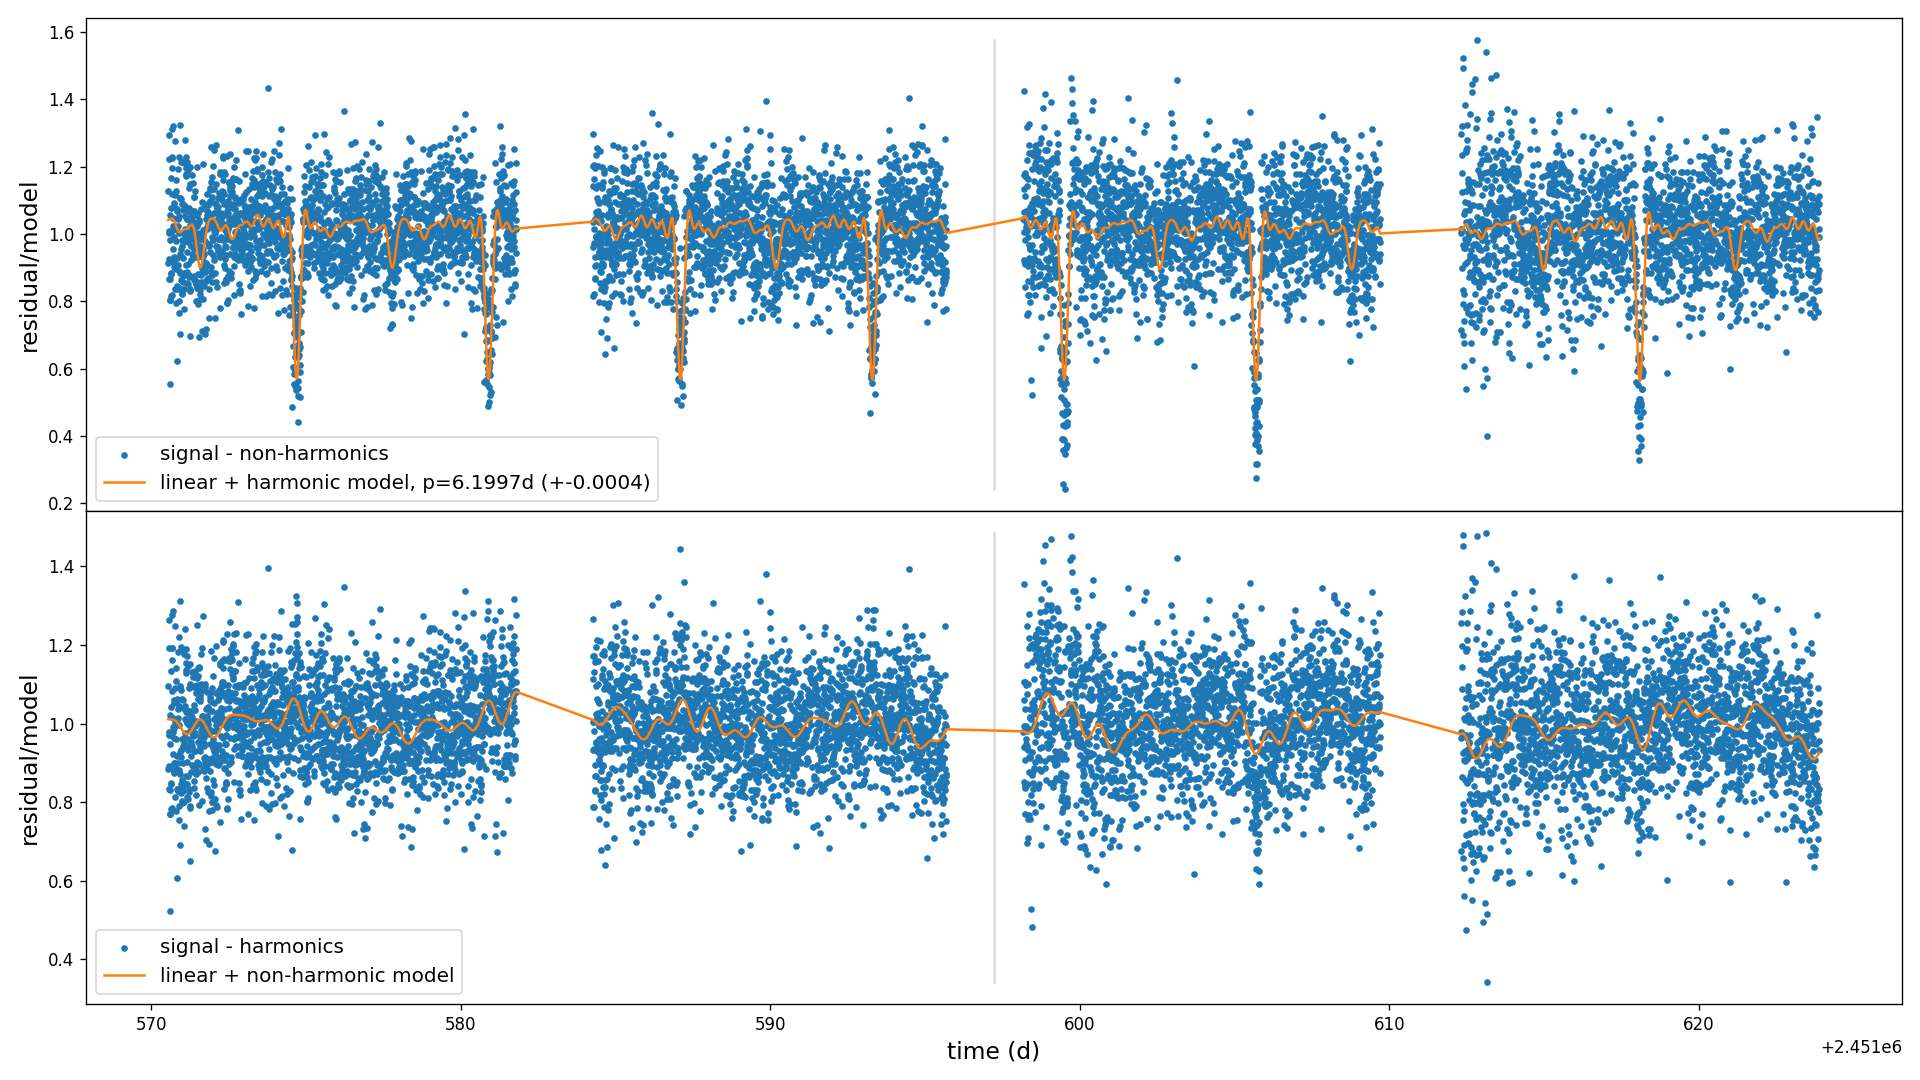 1.6
1.4
1.2
1.0
0.8
0.6
0.4
0.2
residual/model
signal - non-harmonics
linear + harmonic model, p=6.1997d (+-0.0004)
1.4
1.2
1.0
0.8
0.6
0.4
residual/model
signal - harmonics
linear + non-harmonic model
570
580
590
600
610
620
time (d)
+2.451e6